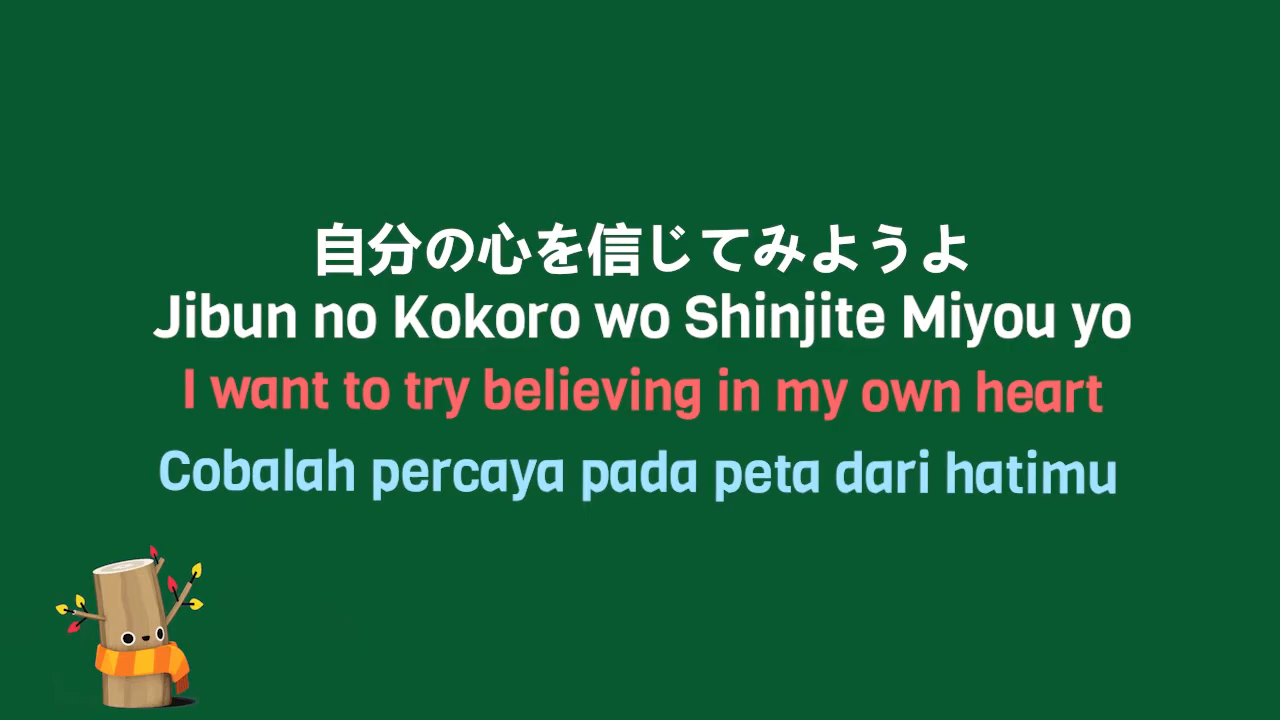 自分の心を信じてみようよ
Jibun no Kokoro wo Shinjite Miyou yo
I want to try believing in my own heart
Cobalah percaya pada peta dari hatimu